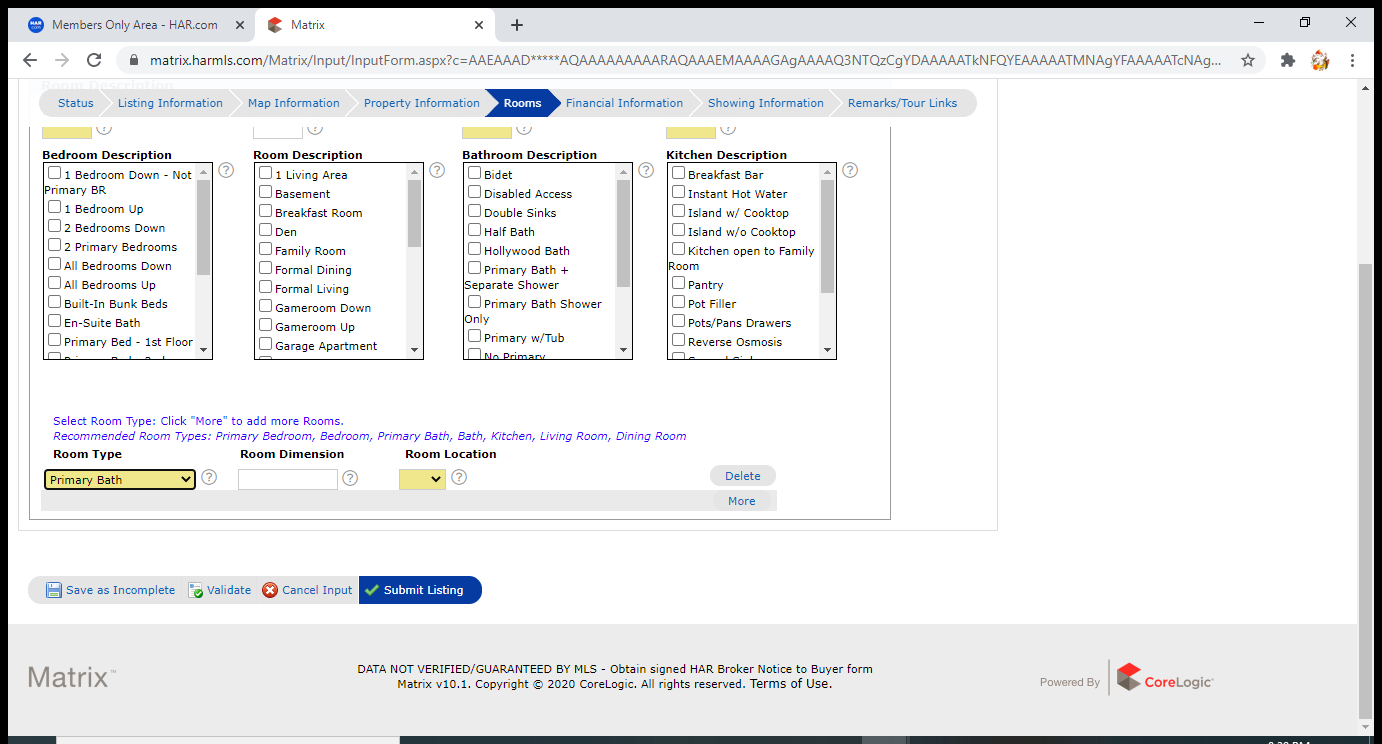 Members Only Area - HAR.com
Matrix
matrix.harmls.com/Matrix/Input/InputForm.aspx?c=AAEAAAD*****AQAAAAAAAAARAQAAAEMAAAAGAgAAAAQ3NTQzCgYDAAAAATkNFQYEAAAAATMNAgYFAAAAATcNAg...
Status
Listing Information
Map Information
Property Information
Rooms
Financial Information
Showing Information
Remarks/Tour Links
Bedroom Description
1 Bedroom Down - Not
Primary BR
1 Bedroom Up
2 Bedrooms Down
2 Primary Bedrooms
All Bedrooms Down
All Bedrooms Up
Built-In Bunk Beds
En-Suite Bath
Primary Bed - 1st Floor
Room Description
1 Living Area
Basement
Breakfast Room
Den
Family Room
Formal Dining
Formal Living
Gameroom Down
Gameroom Up
Garage Apartment
Bathroom Description
Bidet
Disabled Access
Double Sinks
Half Bath
Hollywood Bath
Primary Bath +
Separate Shower
Primary Bath Shower
Only
Primary w/Tub
No Primary
Kitchen Description
Breakfast Bar
Instant Hot Water
Island w/ Cooktop
Island w/o Cooktop
Kitchen open to Family
Room
Pantry
Pot Filler
Pots/Pans Drawers
Reverse Osmosis
Select Room Type: Click "More" to add more Rooms.
Recommended Room Types: Primary Bedroom, Bedroom, Primary Bath, Bath, Kitchen, Living Room, Dining Room
Room Type
Room Dimension
Room Location
Primary Bath
Delete
More
Save as Incomplete
Validate
Cancel Input
Submit Listing
Matrix™
DATA NOT VERIFIED/GUARANTEED BY MLS - Obtain signed HAR Broker Notice to Buyer form
Matrix v10.1. Copyright © 2020 CoreLogic. All rights reserved. Terms of Use.
Powered By
CoreLogic